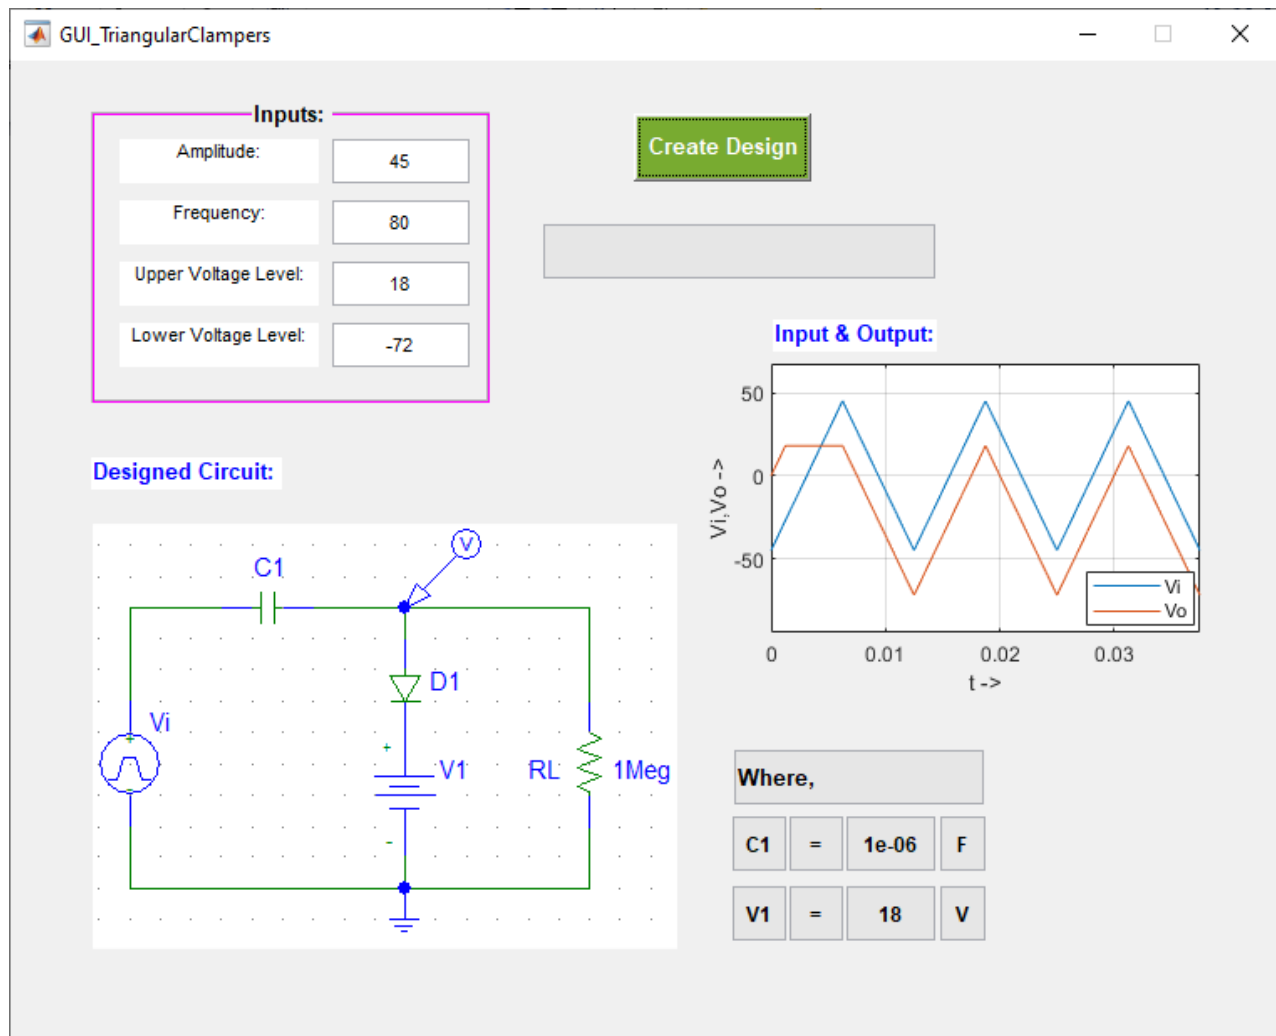 GUI_TriangularClampers
Inputs:
Amplitude: 45
Frequency: 80
Upper Voltage Level: 18
Lower Voltage Level: -72
Create Design
Input & Output:
50
0
-50
Vi,Vo ->
Vi
Vo
0 0.01 0.02 0.03
t ->
Designed Circuit:
V
C1
D1
Vi
+
+
V1
RL
1Meg
-
-
Where,
C1 = 1e-06 F
V1 = 18 V